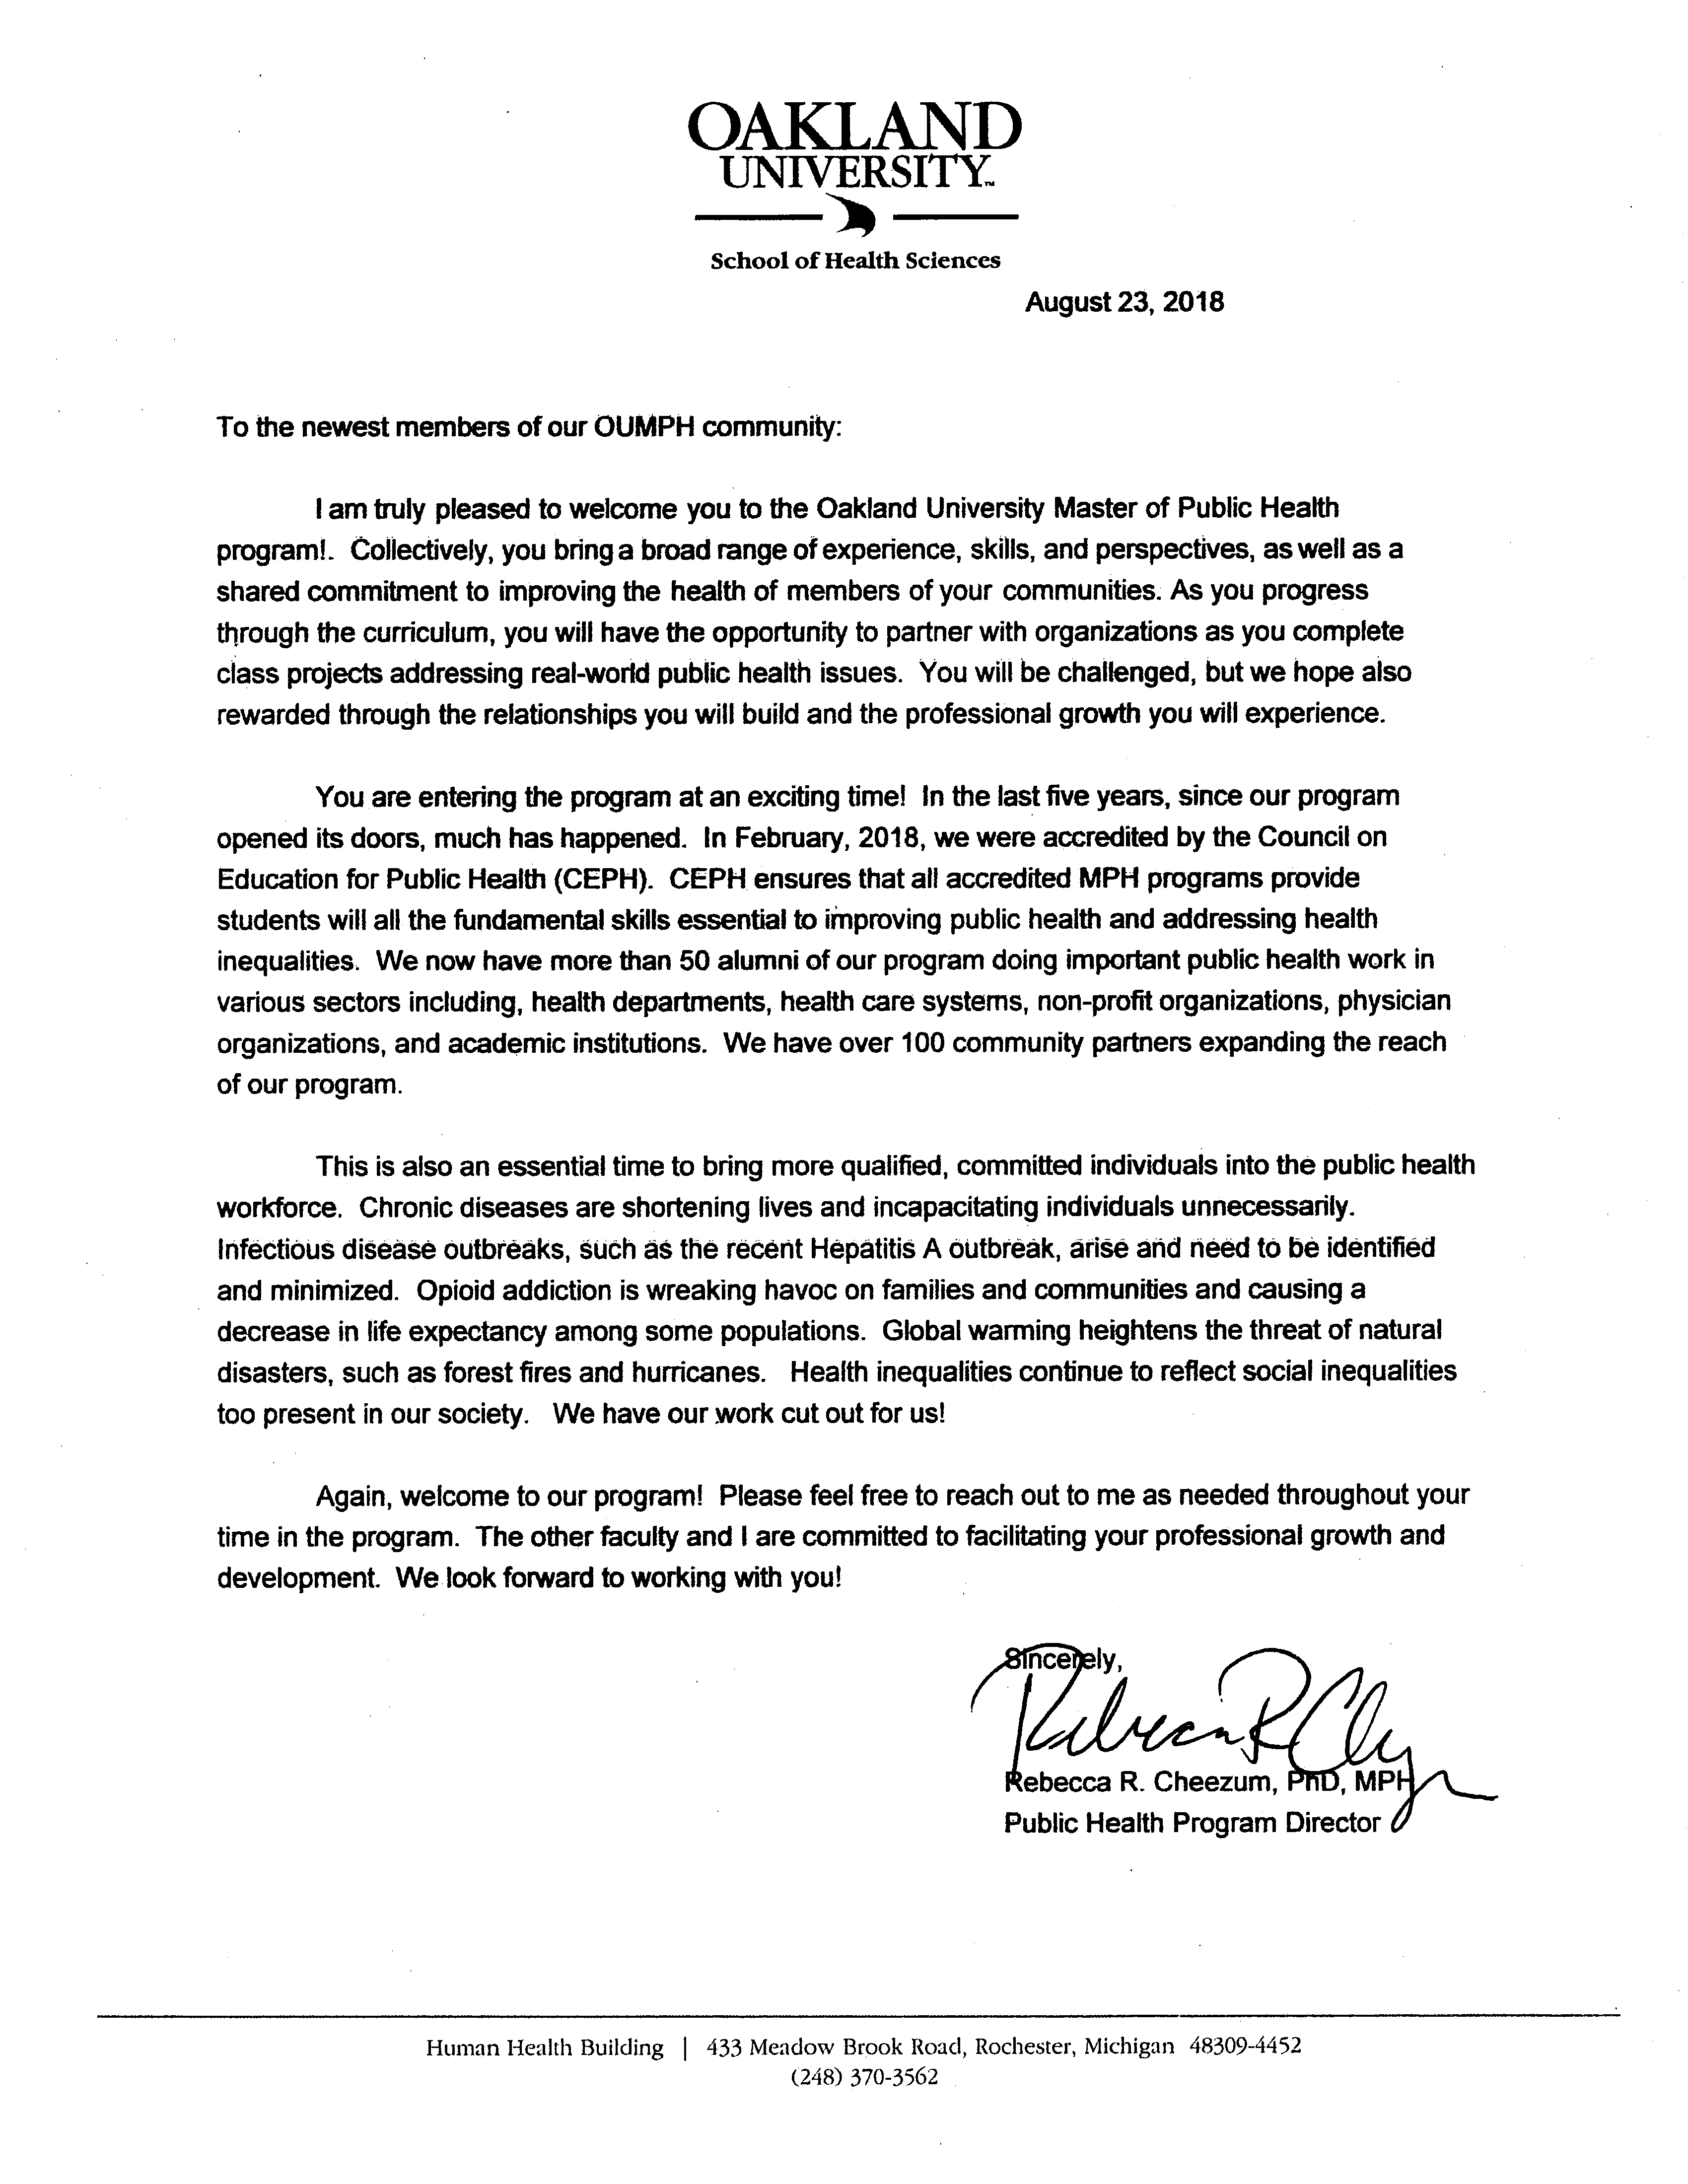 OAKLAND
UNIVERSITY™
School of Health Sciences
August 23, 2018
To the newest members of our OUMPH community:
I am truly pleased to welcome you to the Oakland University Master of Public Health
program!. Collectively, you bring a broad range of experience, skills, and perspectives, as well as a
shared commitment to improving the health of members of your communities. As you progress
through the curriculum, you will have the opportunity to partner with organizations as you complete
class projects addressing real-world public health issues. You will be challenged, but we hope also
rewarded through the relationships you will build and the professional growth you will experience.
You are entering the program at an exciting time! In the last five years, since our program
opened its doors, much has happened. In February, 2018, we were accredited by the Council on
Education for Public Health (CEPH). CEPH ensures that all accredited MPH programs provide
students will all the fundamental skills essential to improving public health and addressing health
inequalities. We now have more than 50 alumni of our program doing important public health work in
various sectors including, health departments, health care systems, non-profit organizations, physician
organizations, and academic institutions. We have over 100 community partners expanding the reach
of our program.
This is also an essential time to bring more qualified, committed individuals into the public health
workforce. Chronic diseases are shortening lives and incapacitating individuals unnecessarily.
Infectious disease outbreaks, such as the recent Hepatitis A outbreak, arise and need to be identified
and minimized. Opioid addiction is wreaking havoc on families and communities and causing a
decrease in life expectancy among some populations. Global warming heightens the threat of natural
disasters, such as forest fires and hurricanes. Health inequalities continue to reflect social inequalities
too present in our society. We have our work cut out for us!
Again, welcome to our program! Please feel free to reach out to me as needed throughout your
time in the program. The other faculty and I are committed to facilitating your professional growth and
development. We look forward to working with you!
Sincerely,
Rebecca R. Cheezum, PhD, MPH
Public Health Program Director
Human Health Building | 433 Meadow Brook Road, Rochester, Michigan 48309-4452
(248) 370-3562